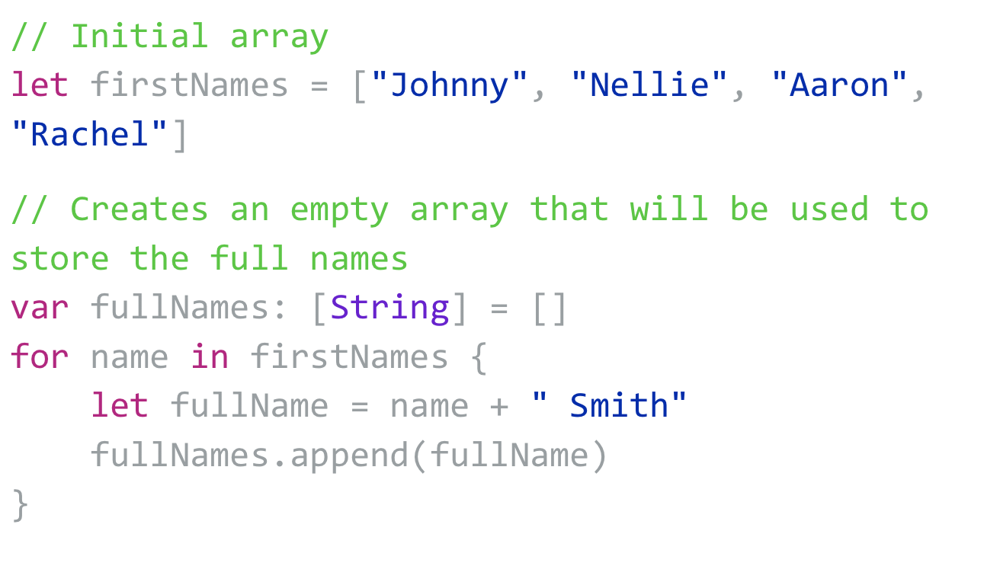 // Initial array
let firstNames = ["Johnny", "Nellie", "Aaron",
"Rachel"]
// Creates an empty array that will be used to
store the full names
var fullNames: [String] = []
for name in firstNames {
    let fullName = name + " Smith"
    fullNames.append(fullName)
}